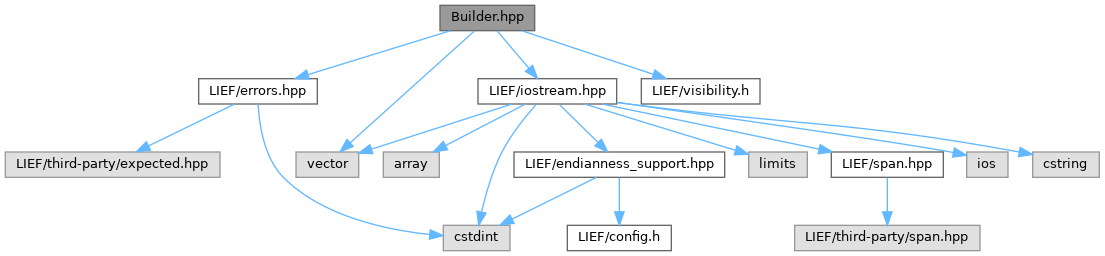 Builder.hpp
LIEF/errors.hpp
LIEF/iostream.hpp
LIEF/visibility.h
LIEF/third-party/expected.hpp
vector
array
LIEF/endianness_support.hpp
limits
LIEF/span.hpp
ios
cstring
cstdint
LIEF/config.h
LIEF/third-party/span.hpp